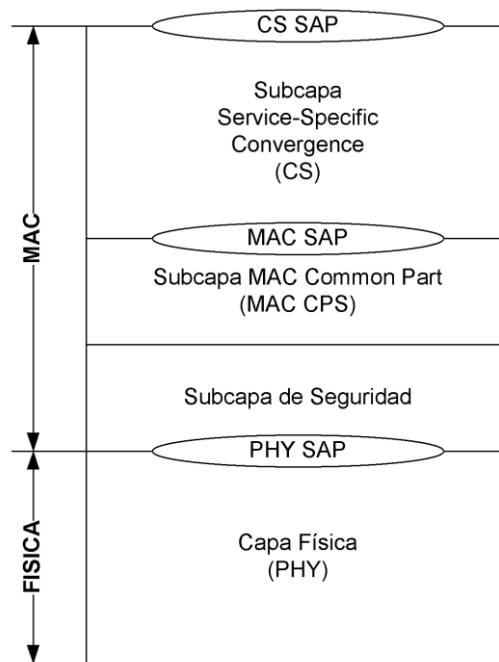 CS SAP
Subcapa
Service-Specific
Convergence
(CS)
MAC
MAC SAP
Subcapa MAC Common Part
(MAC CPS)
Subcapa de Seguridad
PHY SAP
FISICA
Capa Física
(PHY)